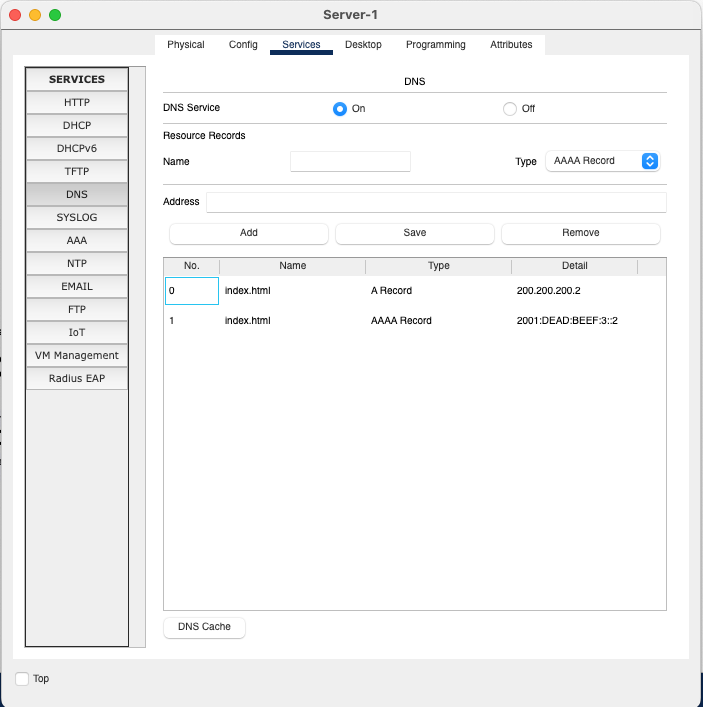 Server-1
Physical Config Services Desktop Programming Attributes
SERVICES
HTTP
DHCP
DHCPv6
TFTP
DNS
SYSLOG
AAA
NTP
EMAIL
FTP
IoT
VM Management
Radius EAP
DNS
DNS Service On Off
Resource Records
Name Type AAAA Record
Address
Add Save Remove
No. Name Type Detail
0 index.html A Record 200.200.200.2
1 index.html AAAA Record 2001:DEAD:BEEF:3::2
DNS Cache
Top